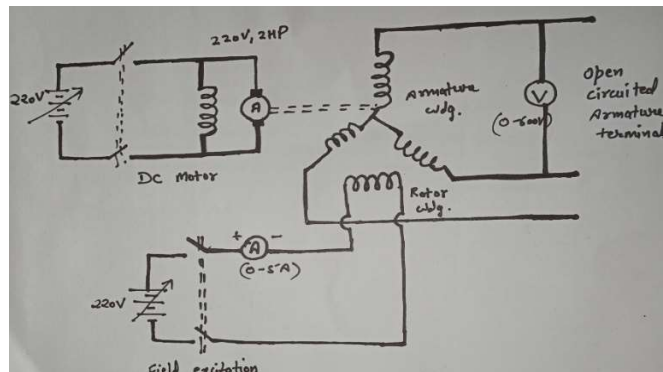 220V, 2HP
220V
A
DC Motor
Armature
wdg.
V
(0-600V)
Open
circuited
Armature
terminal
Rotor
wdg.
+ A -
(0-5A)
220V
Field excitation